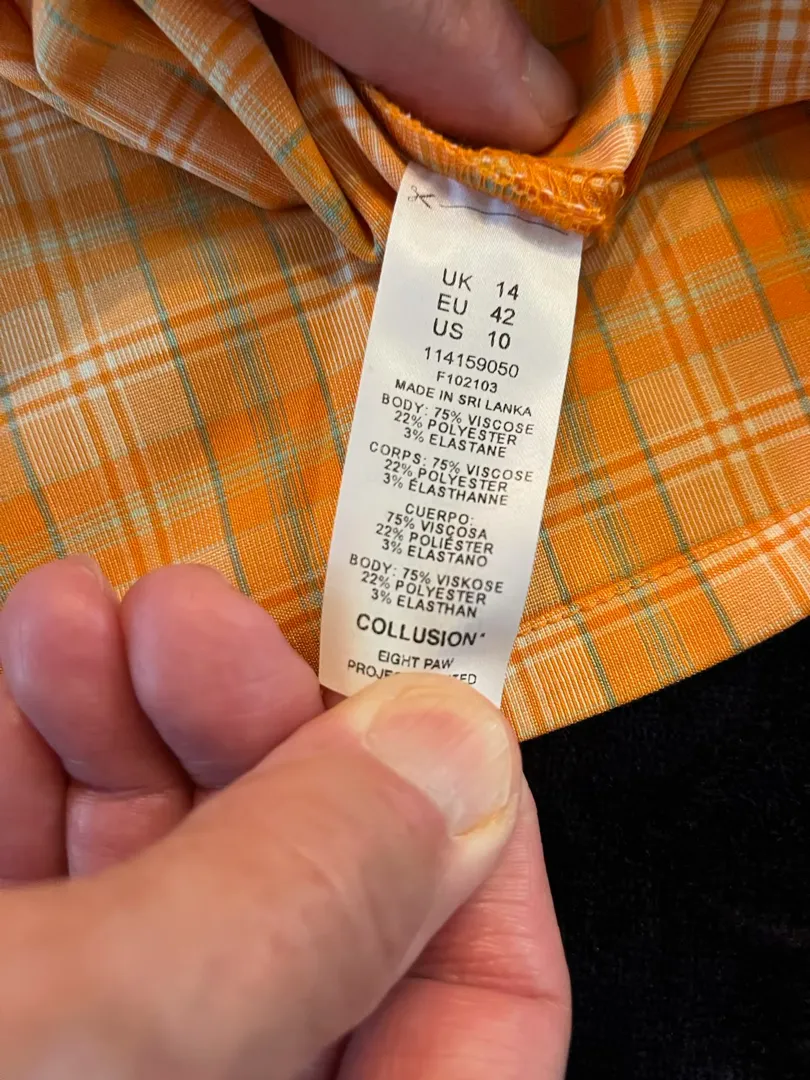 UK 14
EU 42
US 10
114159050
F102103
MADE IN SRI LANKA
BODY: 75% VISCOSE
22% POLYESTER
3% ELASTANE
CORPS: 75% VISCOSE
22% POLYESTER
3% ÉLASTHANNE
CUERPO:
75% VISCOSA
22% POLIÉSTER
3% ELASTANO
BODY: 75% VISKOSE
22% POLYESTER
3% ELASTHAN
COLLUSION
EIGHT PAW